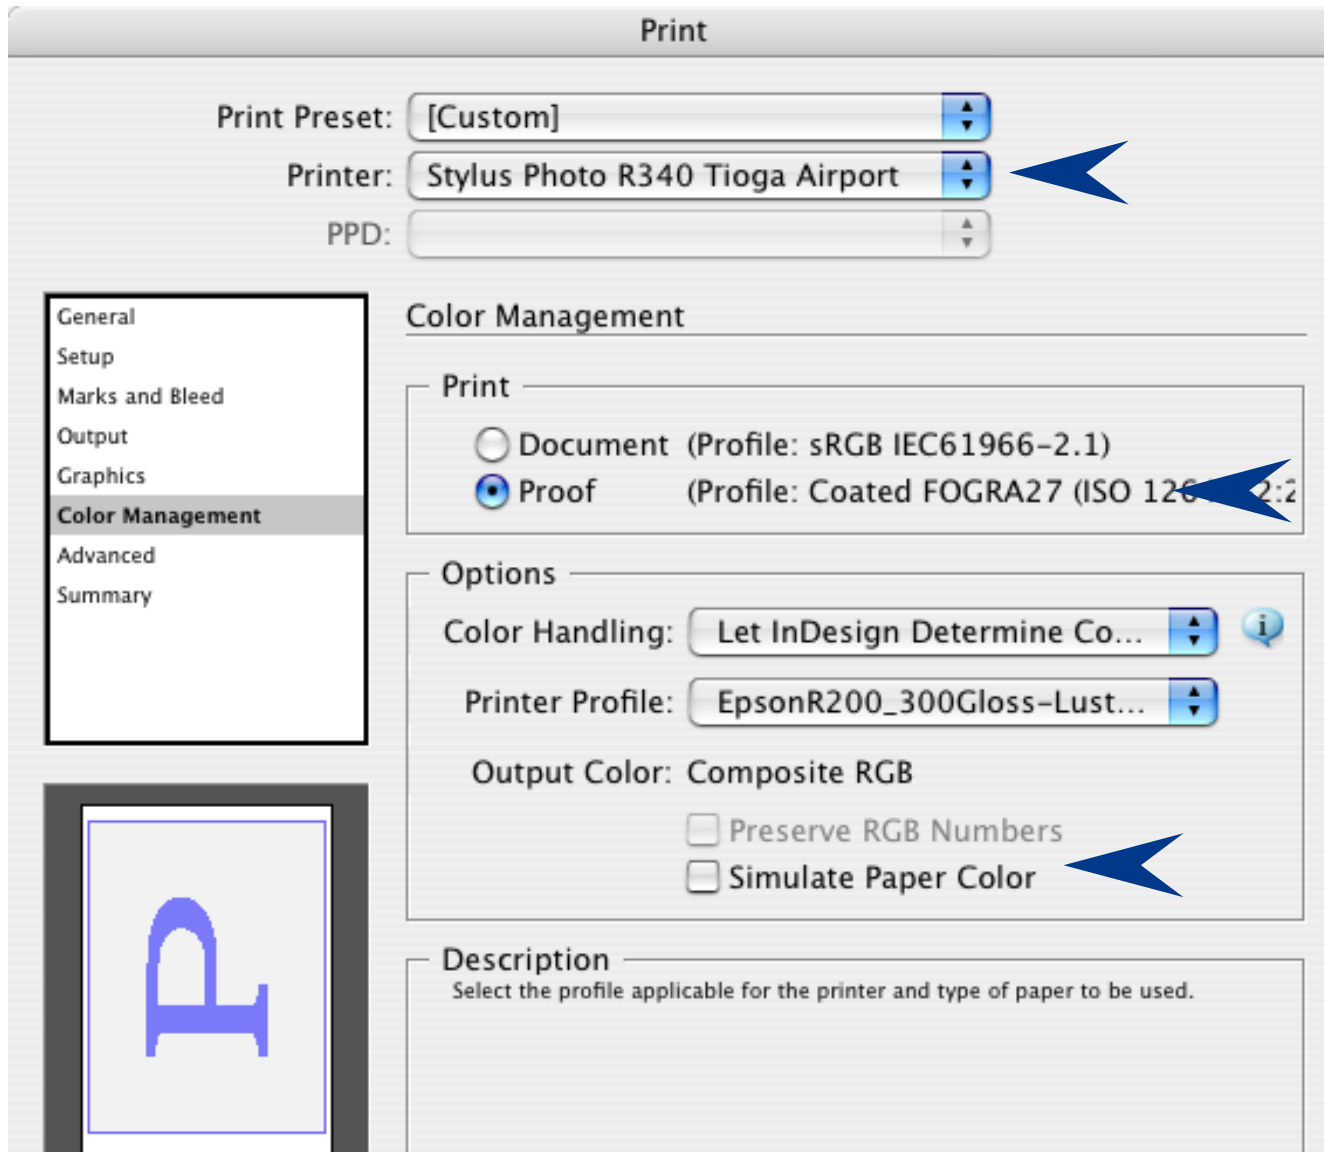 Print
Print Preset: [Custom]
Printer: Stylus Photo R340 Tioga Airport
PPD:
General
Setup
Marks and Bleed
Output
Graphics
Color Management
Advanced
Summary
Color Management
Print
Document (Profile: sRGB IEC61966-2.1)
Proof (Profile: Coated FOGRA27 (ISO
Options
Color Handling: Let InDesign Determine Co...
Printer Profile: EpsonR200_300Gloss-Lust...
Output Color: Composite RGB
Preserve RGB Numbers
Simulate Paper Color
Description
Select the profile applicable for the printer and type of paper to be used.
P